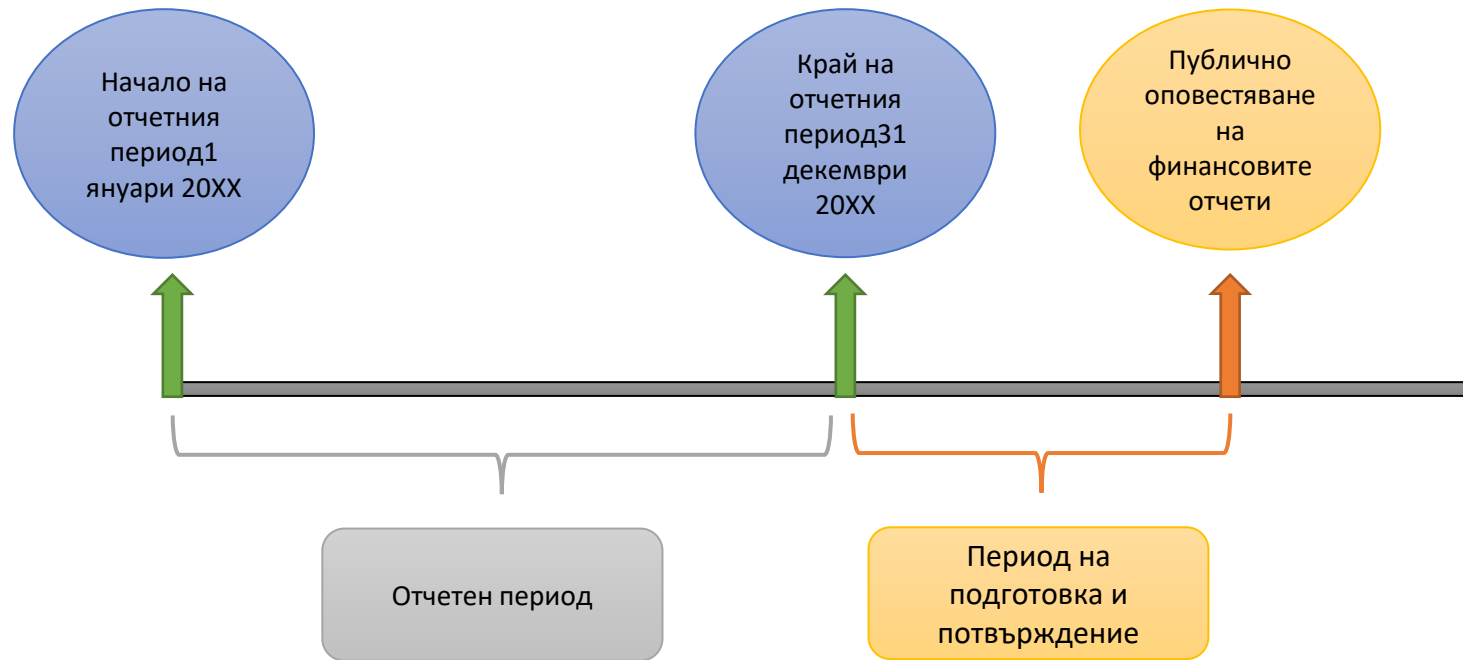 Начало на
отчетния
период1
януари 20XX
Край на
отчетния
период31
декември
20XX
Публично
оповестяване
на
финансовите
отчети
Отчетен период
Период на
подготовка и
потвърждение